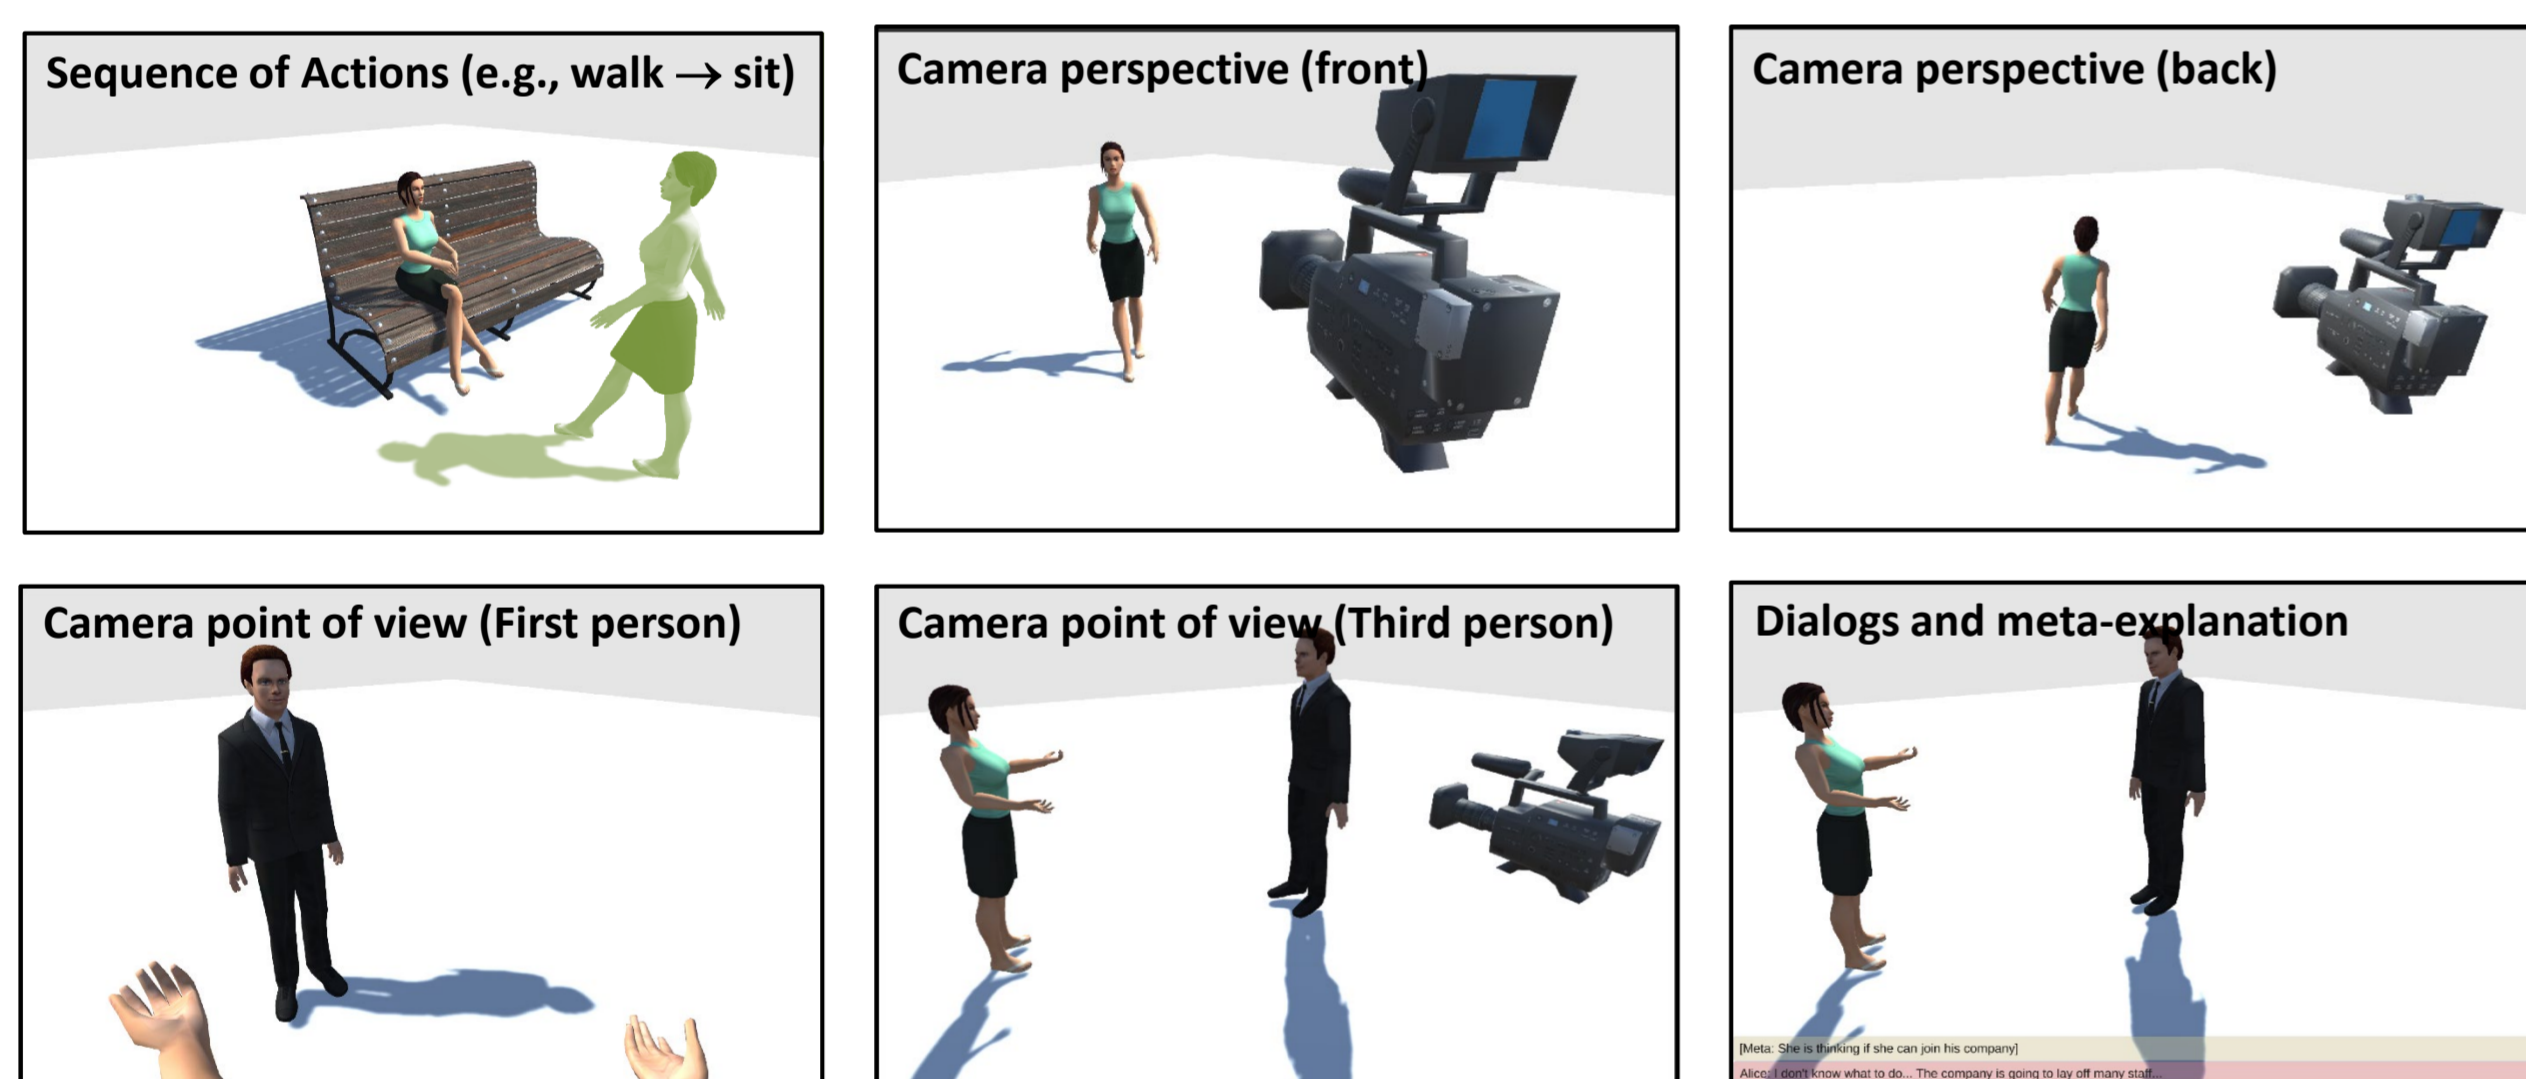 Sequence of Actions (e.g., walk → sit)
Camera perspective (front)
Camera perspective (back)
Camera point of view (First person)
Camera point of view (Third person)
Dialogs and meta-explanation
[Meta: She is thinking if she can join his company]
Alice: I don't know what to do... The company is going to lay off many staff...